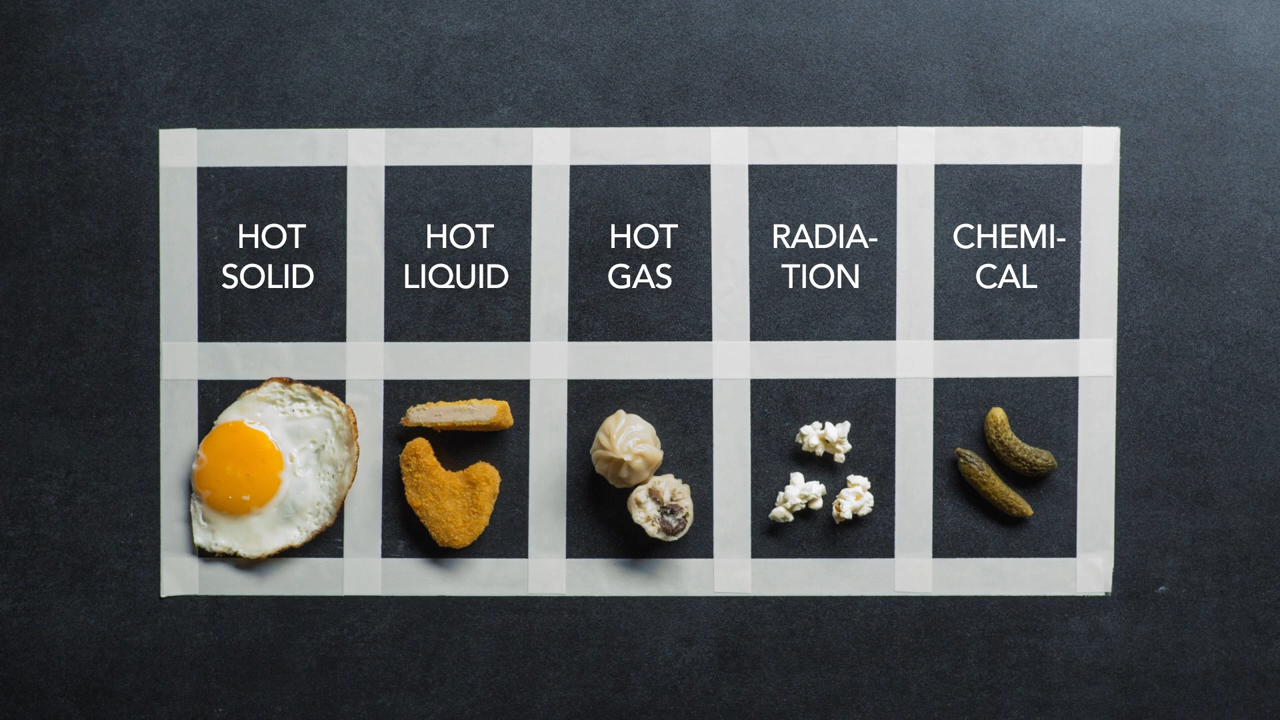 HOT
SOLID
HOT
LIQUID
HOT
GAS
RADIA-
TION
CHEMI-
CAL